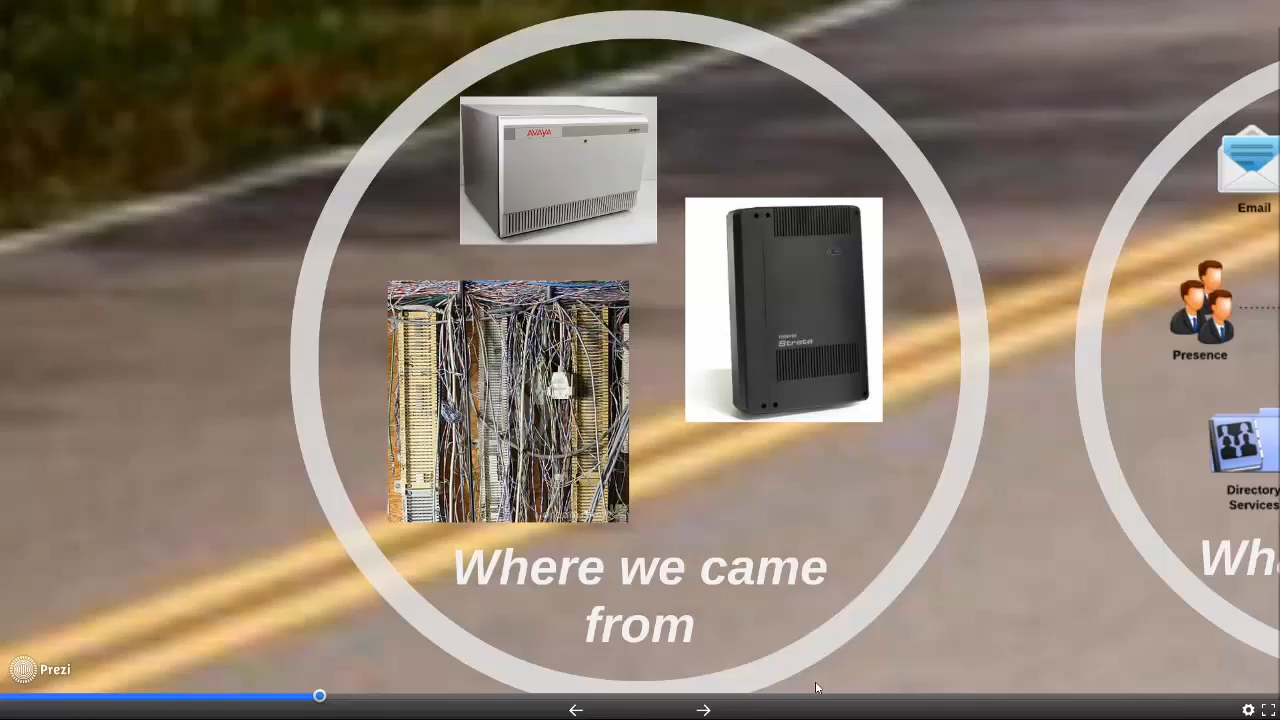 AVAYA
Strata
Where we came
from
Email
Presence
Directory
Services
Wh
Prezi